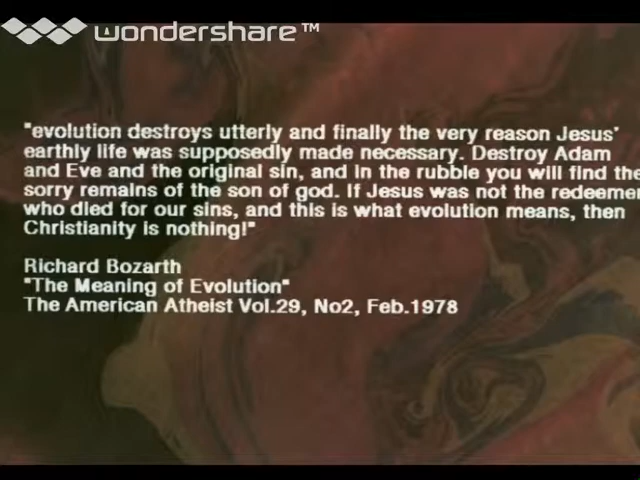 wondershare™
"evolution destroys utterly and finally the very reason Jesus'
earthly life was supposedly made necessary. Destroy Adam
and Eve and the original sin, and in the rubble you will find the
sorry remains of the son of god. If Jesus was not the redeemer
who died for our sins, and this is what evolution means, then
Christianity is nothing!"
Richard Bozarth
"The Meaning of Evolution"
The American Atheist Vol.29, No2, Feb.1978